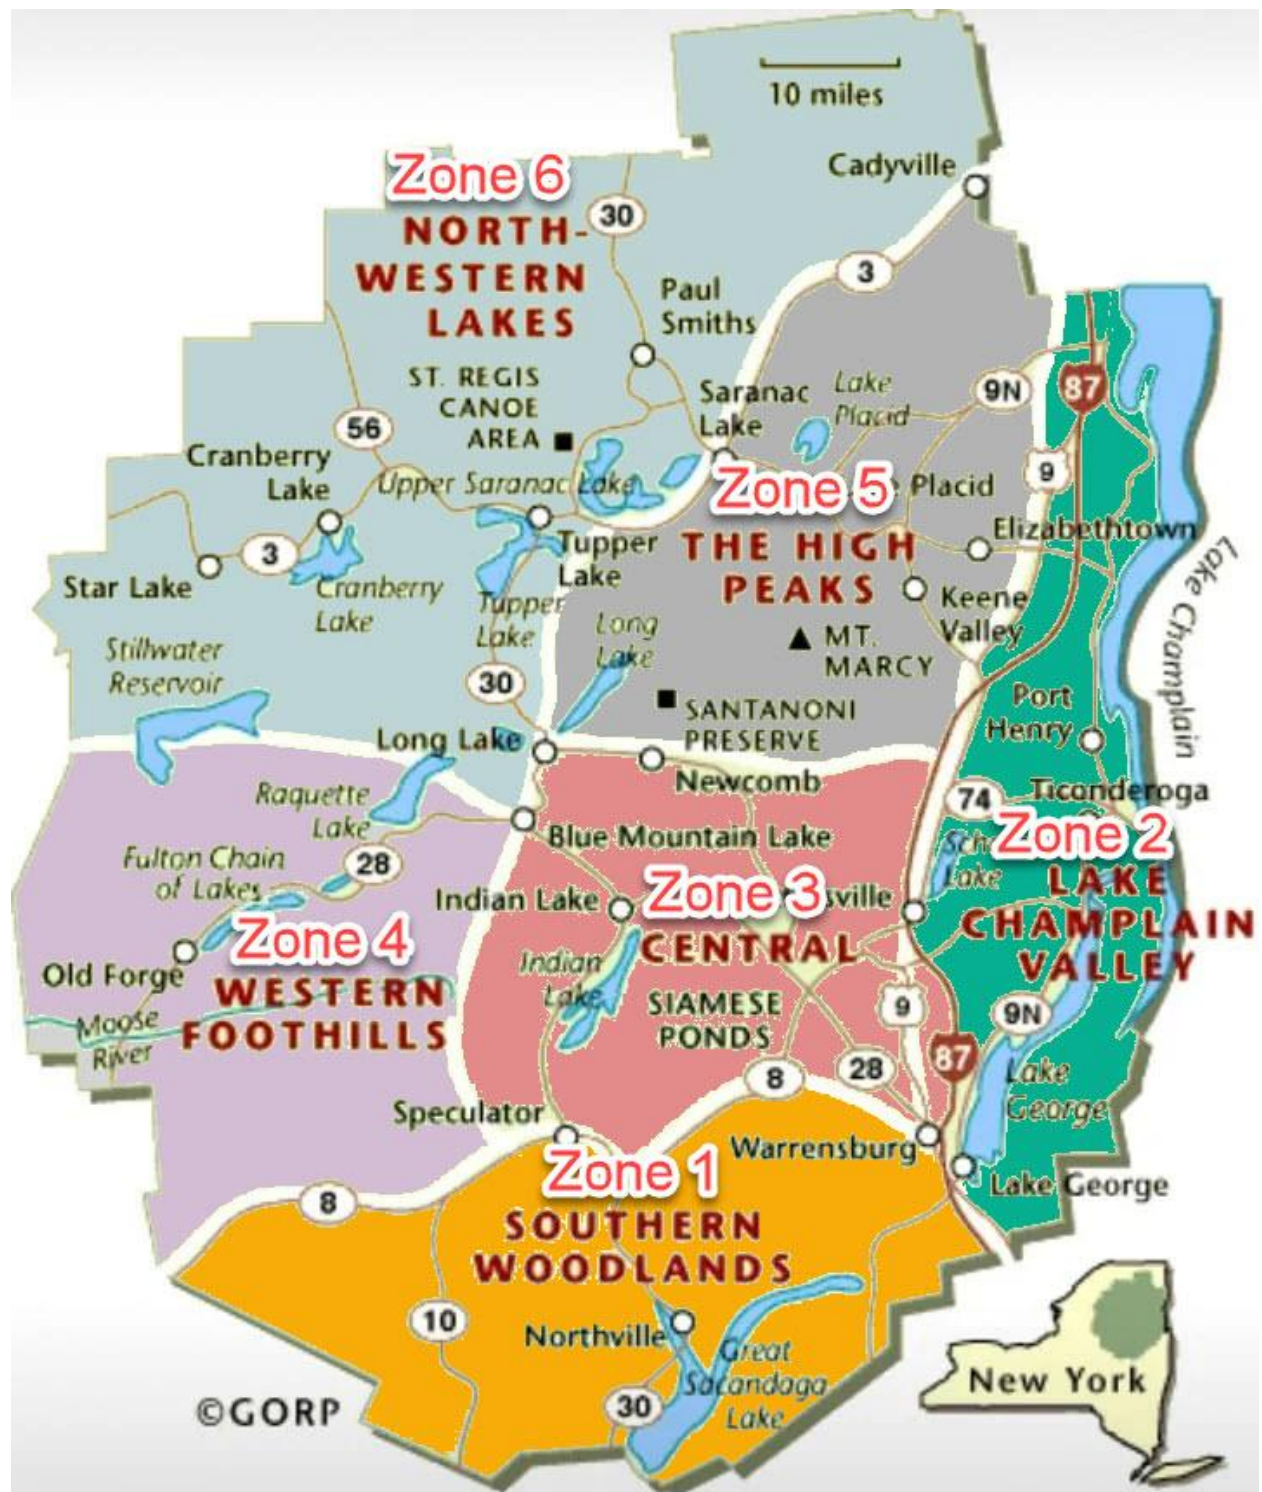 10 miles
Cadyville
Zone 6
30
NORTH-
WESTERN
LAKES
3
Paul
Smiths
ST. REGIS
CANOE
AREA
Saranac
Lake
Lake
Placid
9N
87
56
Cranberry
Lake
Upper Saranac Lake
Zone 5
Placid
9
Elizabethtown
3
Star Lake
Tupper
Lake
THE HIGH
PEAKS
Lake Champlain
Cranberry
Lake
Tupper
Lake
Long
Lake
Keene
Valley
Stillwater
Reservoir
MT.
MARCY
30
SANTANONI
PRESERVE
Port
Henry
Long Lake
Newcomb
Raquette
Lake
74
Ticonderoga
Blue Mountain Lake
Zone 2
Lake
LAKE
CHAMPLAIN
VALLEY
Fulton Chain
of Lakes
28
Indian Lake
Zone 3
CENTRAL
Zone 4
WESTERN
FOOTHILLS
Old Forge
Indian
Lake
SIAMESE
PONDS
9
9N
Moose
River
87
8
28
Lake
George
Speculator
Warrensburg
Zone 1
SOUTHERN
WOODLANDS
Lake George
8
10
Northville
Great
Sacandaga
Lake
30
New York
©GORP